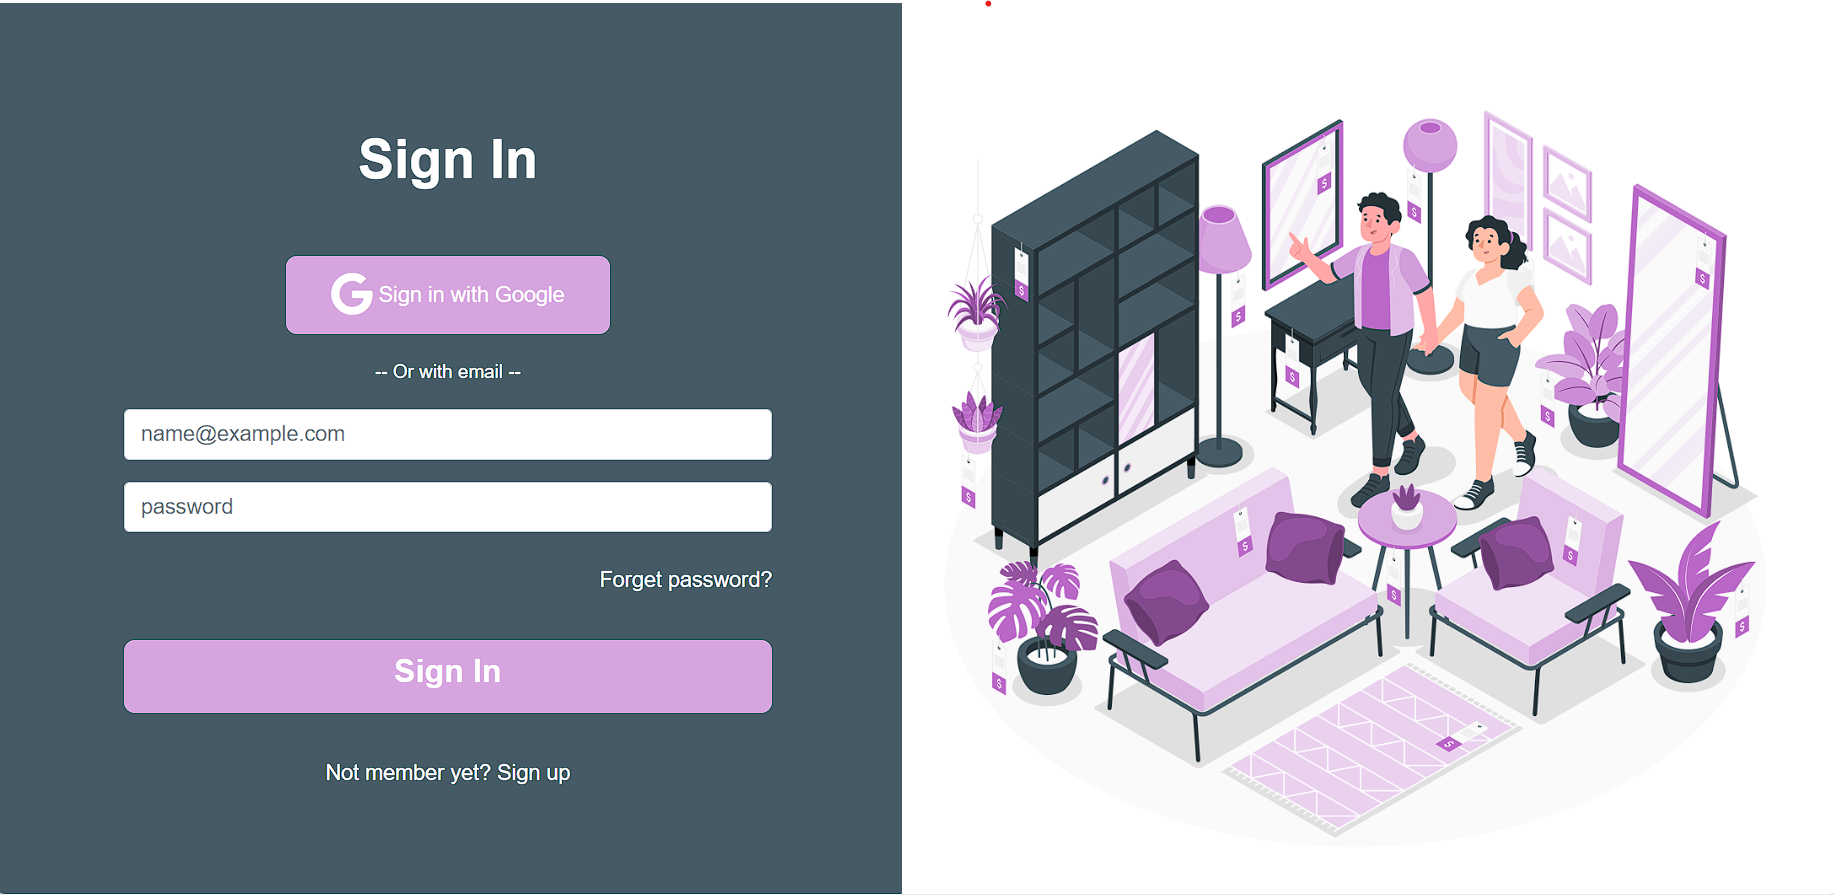 Sign In
Sign in with Google
-- Or with email --
name@example.com
password
Forget password?
Sign In
Not member yet? Sign up
$
$
$
$
$
$
$
$
$
$
$
$
$
$